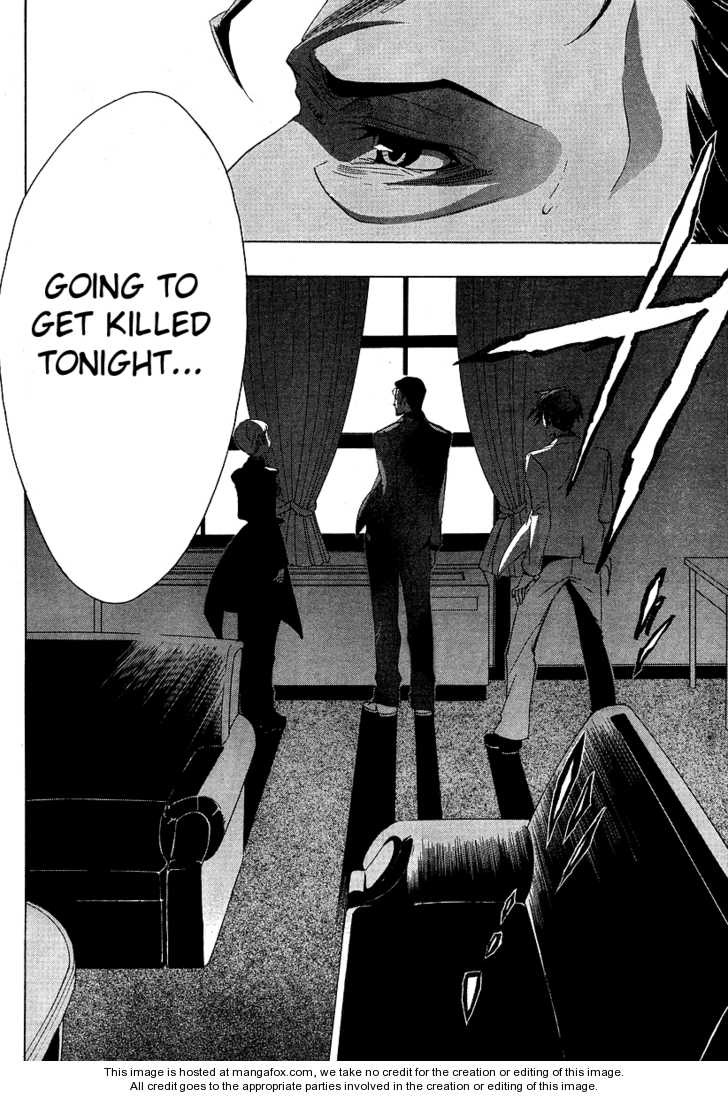 GOING TO
GET KILLED
TONIGHT...
This image is hosted at mangafox.com, we take no credit for the creation or editing of this image.
All credit goes to the appropriate parties involved in the creation or editing of this image.